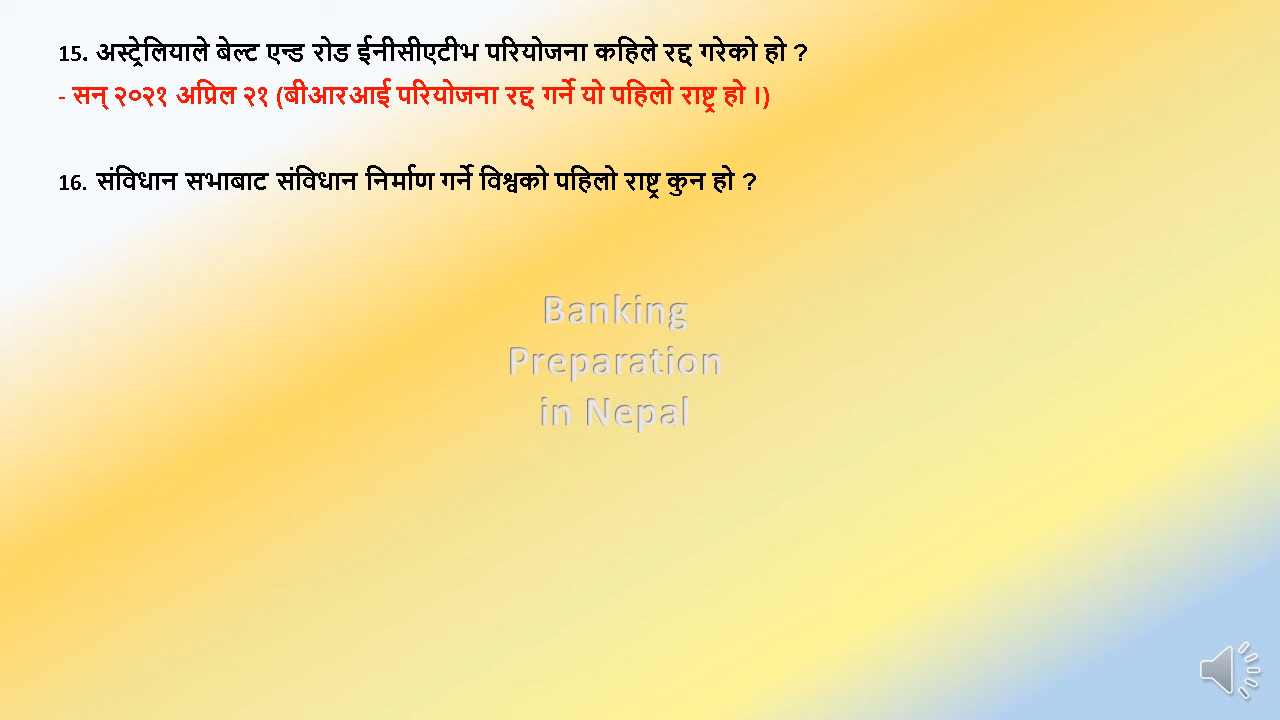 15. अस्ट्रेलियाले बेल्ट एन्ड रोड ईनीसीएटीभ परियोजना कहिले रद्द गरेको हो ?
- सन् २०२१ अप्रिल २१ (बीआरआई परियोजना रद्द गर्ने यो पहिलो राष्ट्र हो ।)
16. संविधान सभाबाट संविधान निर्माण गर्ने विश्वको पहिलो राष्ट्र कुन हो ?
Banking
Preparation
in Nepal